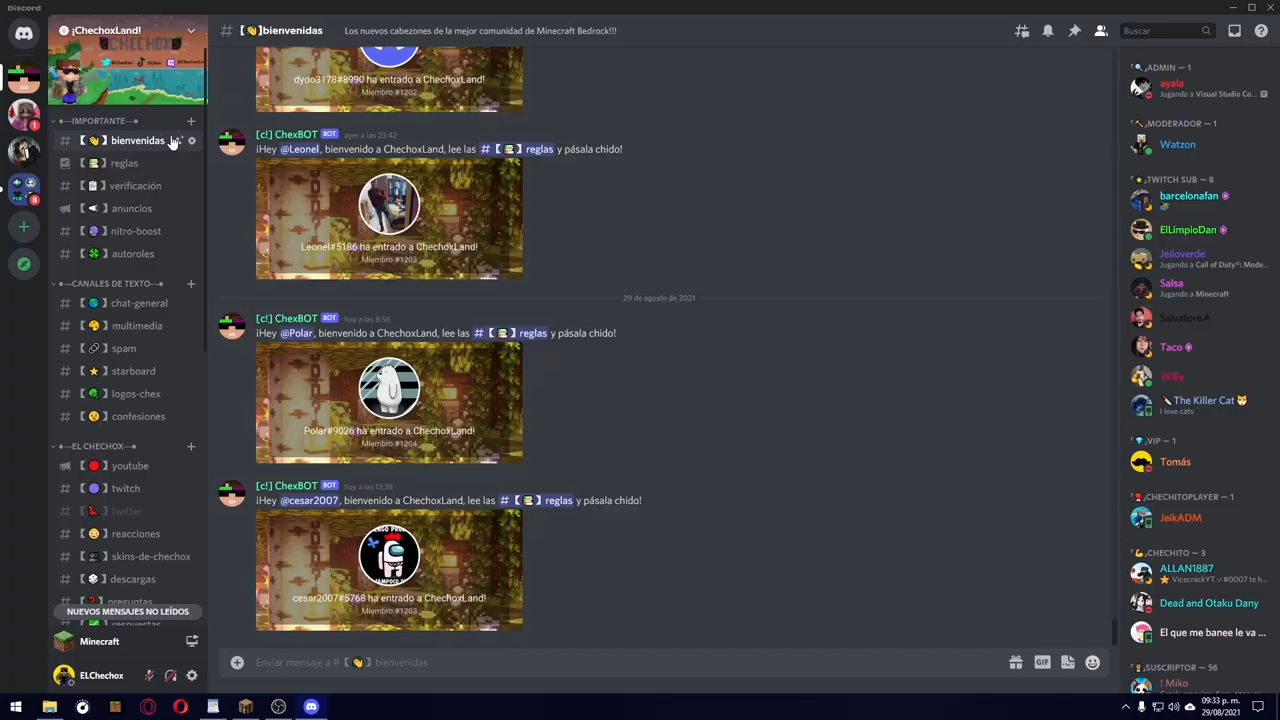 Discord
¡ChechoxLand!
CHECHOX
IMPORTANTE
# 【👋】bienvenidas
【📚】reglas
# 【📋】verificación
【📢】anuncios
# 【🔮】nitro-boost
# 【🍀】autoroles
CANALES DE TEXTO
# 【🌎】chat-general
# 【🎨】multimedia
# 【🔗】spam
# 【⭐】starboard
# 【🟢】logos-chex
# 【😮】confesiones
EL CHECHOX
【🔴】youtube
# 【🟣】twitch
# twitter
# 【😳】reacciones
# 【👥】skins-de-chechox
# 【🎲】descargas
# 【❓】preguntas
NUEVOS MENSAJES NO LEÍDOS
respuestas
Minecraft
ELChechox
1
8
# 【👋】bienvenidas
Los nuevos cabezones de la mejor comunidad de Minecraft Bedrock!!!
Buscar
dydo3178#8990 ha entrado a ChechoxLand!
Miembro #1202
[c!] ChexBOT BOT ayer a las 23:42
¡Hey @Leonel, bienvenido a ChechoxLand, lee las # 【📚】reglas y pásala chido!
Leonel#5186 ha entrado a ChechoxLand!
Miembro #1203
29 de agosto de 2021
[c!] ChexBOT BOT hoy a las 8:56
¡Hey @Polar, bienvenido a ChechoxLand, lee las # 【📚】reglas y pásala chido!
Polar#9026 ha entrado a ChechoxLand!
Miembro #1204
[c!] ChexBOT BOT hoy a las 13:39
¡Hey @cesar2007, bienvenido a ChechoxLand, lee las # 【📚】reglas y pásala chido!
cesar2007#5768 ha entrado a ChechoxLand!
Miembro #1203
Enviar mensaje a # 【👋】bienvenidas
GIF
ADMIN — 1
ayala
Jugando a Visual Studio Co...
MODERADOR — 1
Watzon
TWITCH SUB — 8
barcelonafan
ElLimpioDan
Jeiloverde
Jugando a Call of Duty®: Mode...
Salsa
Jugando a Minecraft
Salvatore
Taco
Willy
The Killer Cat 🐱
I love cats
VIP — 1
Tomás
CHECHITOPLAYER — 1
JeikADM
CHECHITO — 3
ALLAN1887
⭐ VicecrackYT ♂#0007 te h...
Dead and Otaku Dany
El que me banee le va ...
SUSCRIPTOR — 56
! Miko
09:33 p. m.
29/08/2021